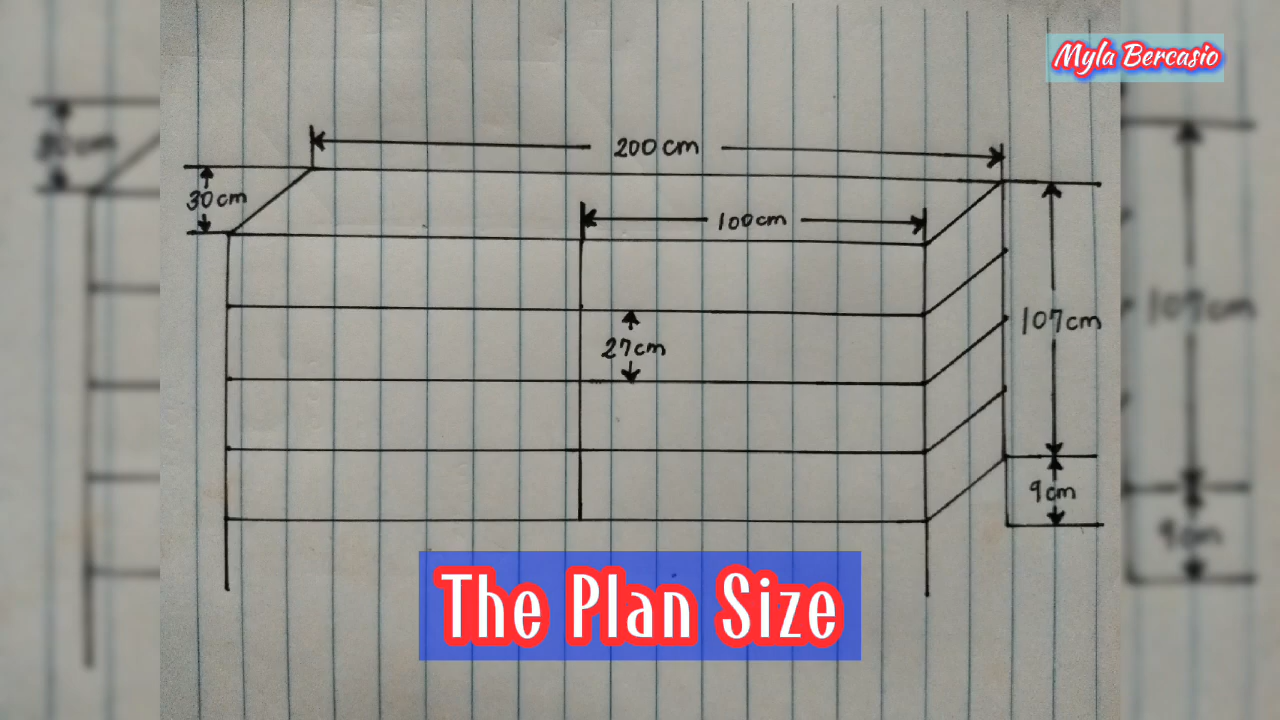 Myla Bercasio
200 cm
30 cm
100 cm
27 cm
107 cm
9 cm
The Plan Size